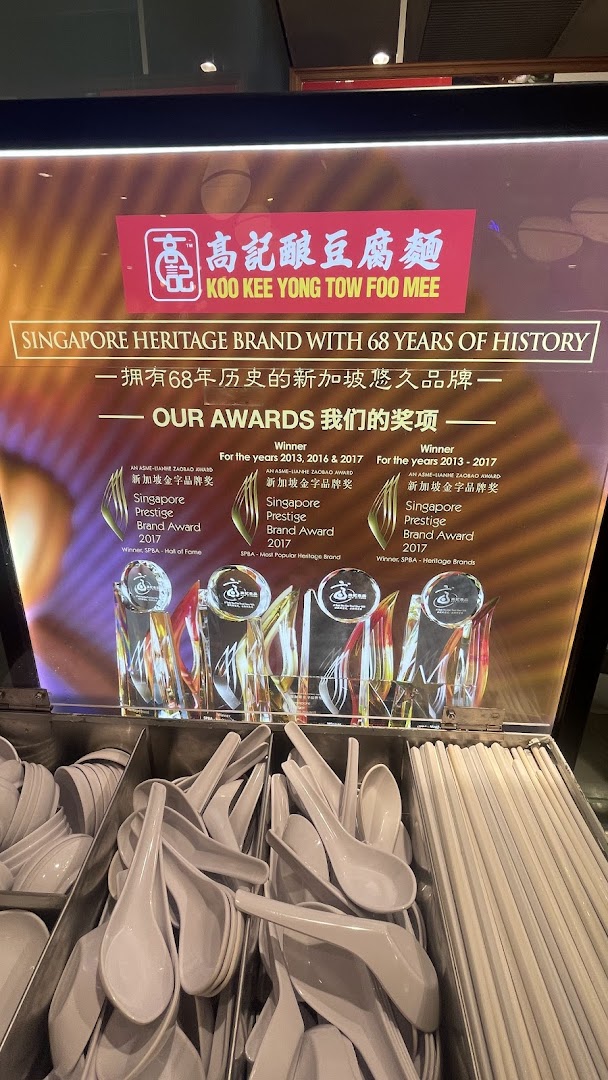 高記 TM
高記酿豆腐麵
KOO KEE YONG TOW FOO MEE
SINGAPORE HERITAGE BRAND WITH 68 YEARS OF HISTORY
拥有68年历史的新加坡悠久品牌
OUR AWARDS 我们的奖项
AN ASME-LIANHE ZAOBAO AWARD
新加坡金字品牌奖
Singapore
Prestige
Brand Award
2017
Winner, SPBA - Hall of Fame
Winner
For the years 2013, 2016 & 2017
AN ASME-LIANHE ZAOBAO AWARD
新加坡金字品牌奖
Singapore
Prestige
Brand Award
2017
SPBA - Most Popular Heritage Brand
Winner
For the years 2013 - 2017
AN ASME-LIANHE ZAOBAO AWARD
新加坡金字品牌奖
Singapore
Prestige
Brand Award
2017
Winner, SPBA - Heritage Brands